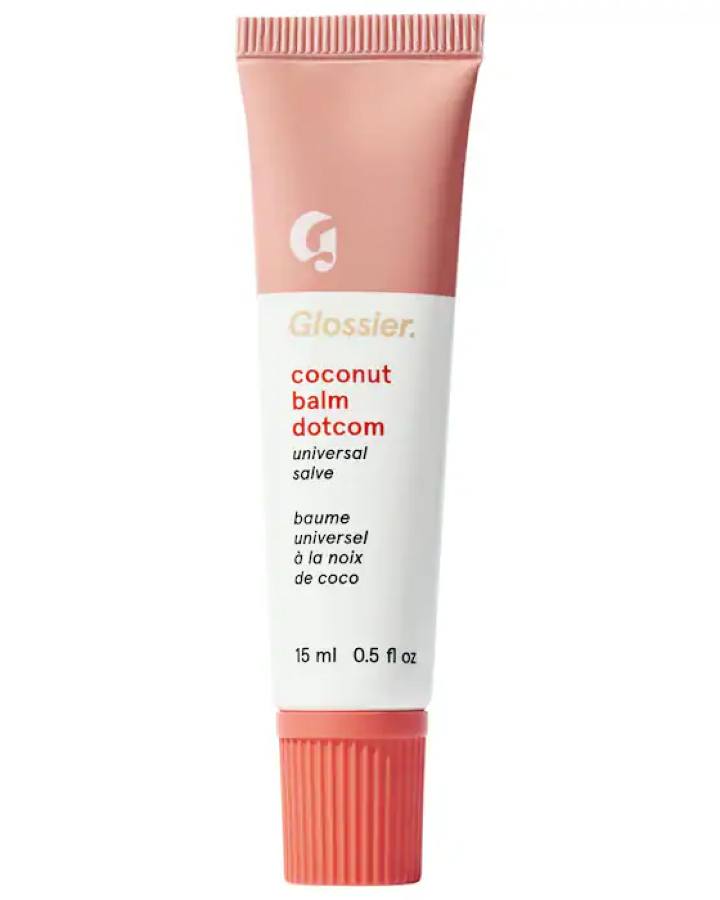 G
Glossier.
coconut
balm
dotcom
universal
salve
baume
universel
à la noix
de coco
15 ml 0.5 fl oz